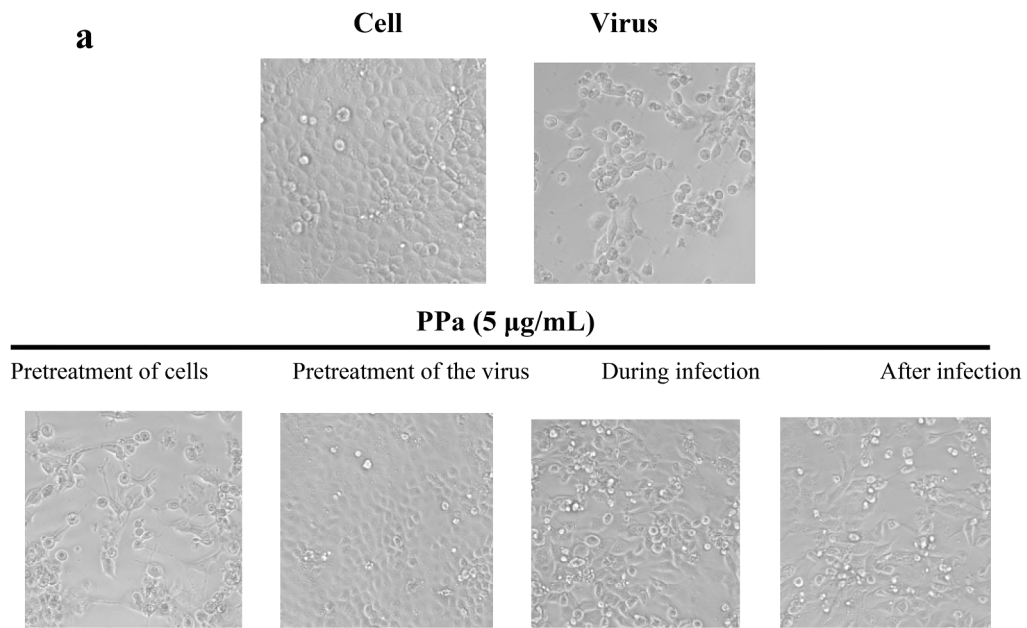 a
Cell
Virus
PPa (5 µg/mL)
Pretreatment of cells
Pretreatment of the virus
During infection
After infection